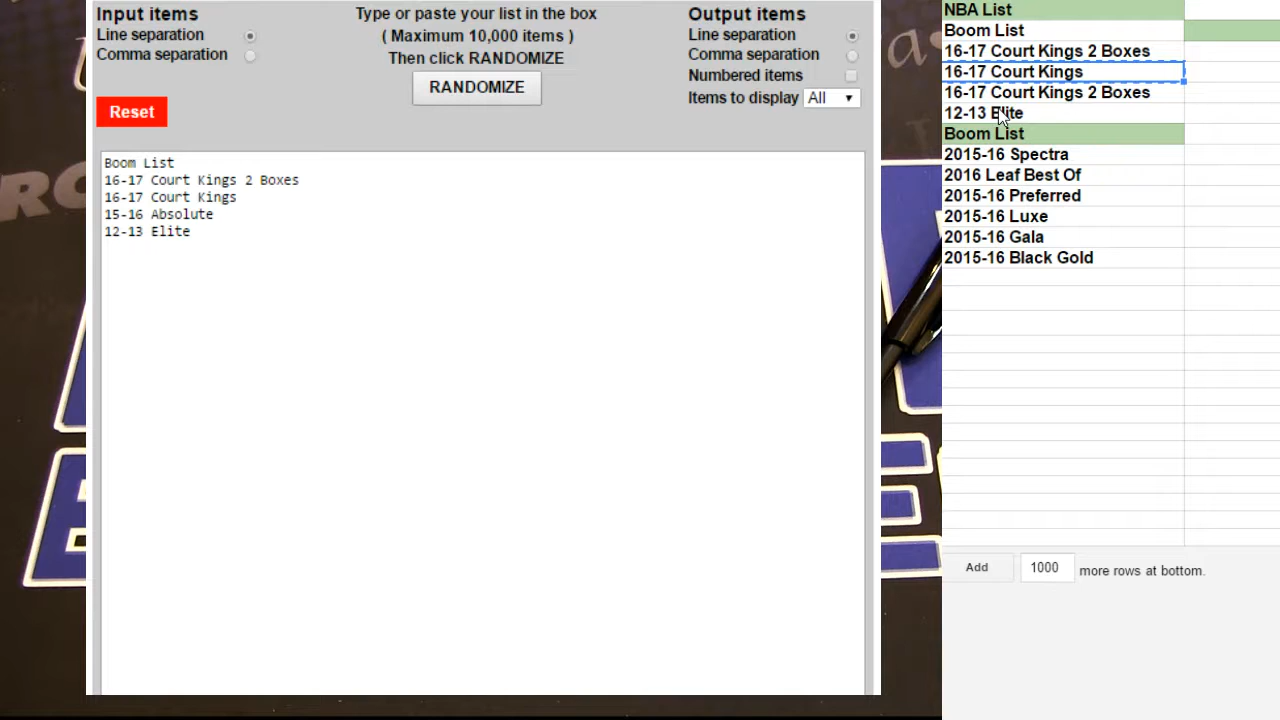 Input items
Line separation
Comma separation
Reset
Type or paste your list in the box
( Maximum 10,000 items )
Then click RANDOMIZE
RANDOMIZE
Output items
Line separation
Comma separation
Numbered items
Items to display All
Boom List
16-17 Court Kings 2 Boxes
16-17 Court Kings
15-16 Absolute
12-13 Elite
NBA List
Boom List
16-17 Court Kings 2 Boxes
16-17 Court Kings
16-17 Court Kings 2 Boxes
12-13 Elite
Boom List
2015-16 Spectra
2016 Leaf Best Of
2015-16 Preferred
2015-16 Luxe
2015-16 Gala
2015-16 Black Gold
Add 1000 more rows at bottom.